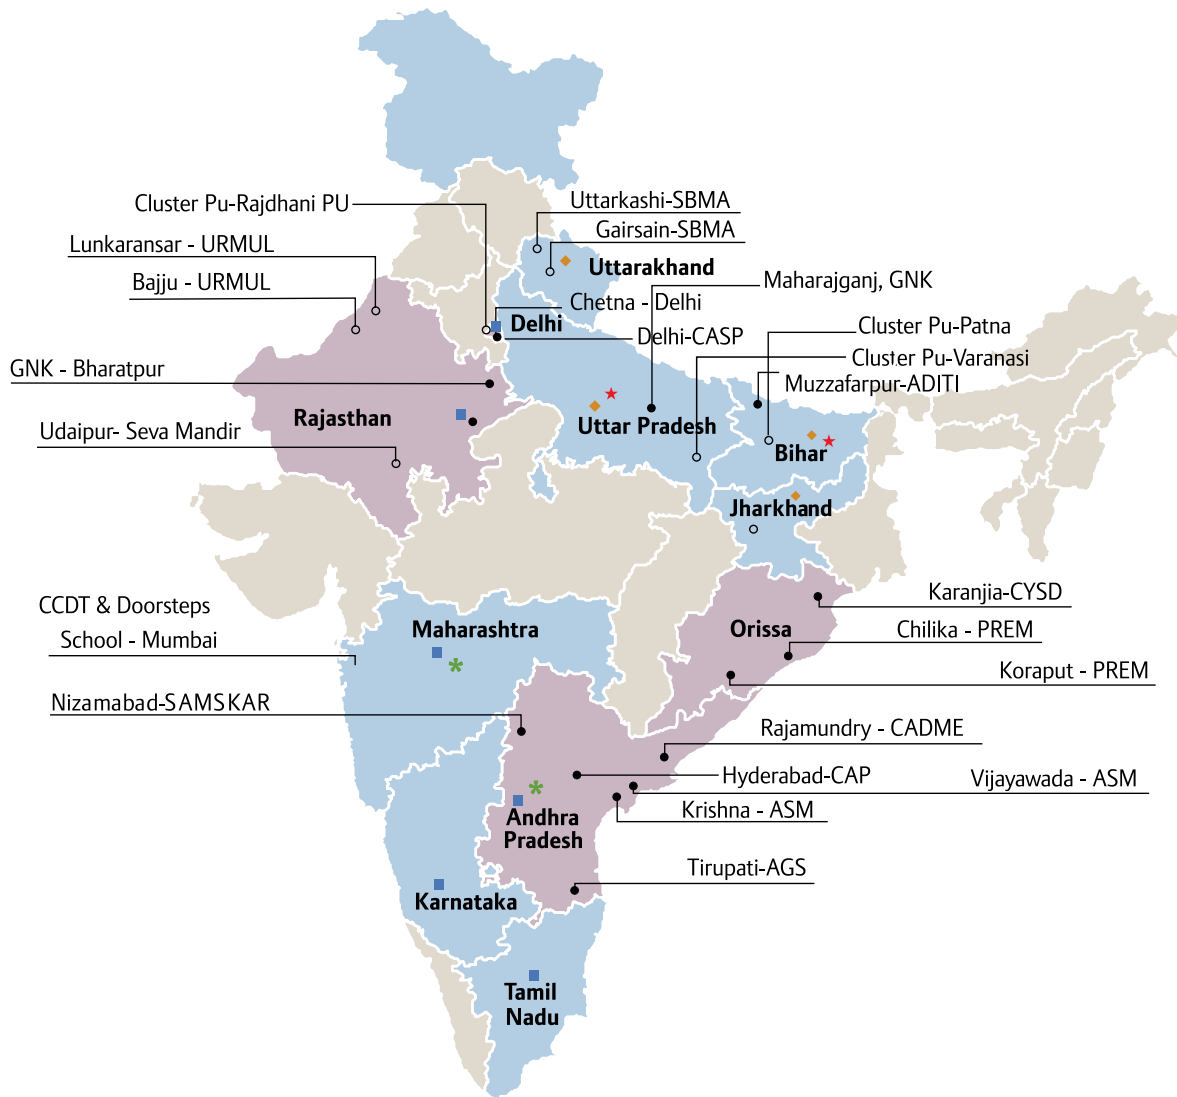 Uttarkashi-SBMA
Cluster Pu-Rajdhani PU
Gairsain-SBMA
Lunkaransar - URMUL
Uttarakhand
Bajju - URMUL
Maharajganj, GNK
Chetna - Delhi
Delhi
Cluster Pu-Patna
Delhi-CASP
Cluster Pu-Varanasi
GNK - Bharatpur
Muzzafarpur-ADITI
Rajasthan
Uttar Pradesh
Udaipur- Seva Mandir
Bihar
Jharkhand
Karanjia-CYSD
CCDT & Doorsteps
School - Mumbai
Maharashtra
Orissa
Chilika - PREM
Koraput - PREM
Nizamabad-SAMSKAR
Rajamundry - CADME
Hyderabad-CAP
Vijayawada - ASM
Krishna - ASM
Andhra
Pradesh
Tirupati-AGS
Karnataka
Tamil
Nadu